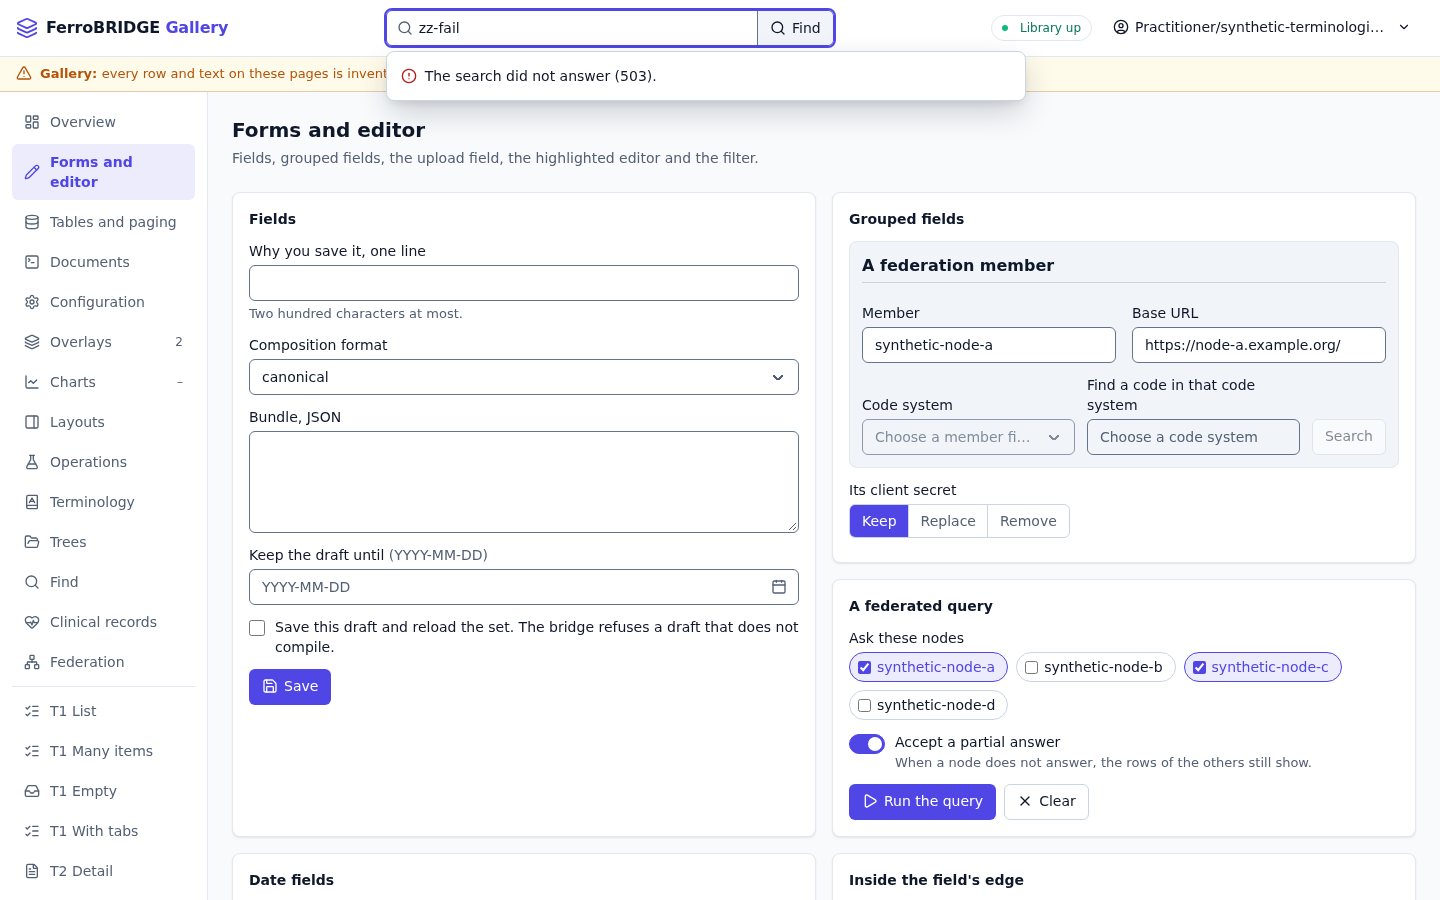 FerroBRIDGE Gallery
zz-fail
Find
Library up
Practitioner/synthetic-terminologi…
Gallery: every row and text on these pages is invent
The search did not answer (503).
Overview
Forms and
editor
Tables and paging
Documents
Configuration
Overlays 2
Charts –
Layouts
Operations
Terminology
Trees
Find
Clinical records
Federation
T1 List
T1 Many items
T1 Empty
T1 With tabs
T2 Detail
Forms and editor
Fields, grouped fields, the upload field, the highlighted editor and the filter.
Fields
Why you save it, one line
Two hundred characters at most.
Composition format
canonical
Bundle, JSON
Keep the draft until (YYYY-MM-DD)
YYYY-MM-DD
Save this draft and reload the set. The bridge refuses a draft that does not
compile.
Save
Grouped fields
A federation member
Member
Base URL
synthetic-node-a
https://node-a.example.org/
Code system
Find a code in that code
system
Choose a member fi…
Choose a code system
Search
Its client secret
Keep
Replace
Remove
A federated query
Ask these nodes
synthetic-node-a
synthetic-node-b
synthetic-node-c
synthetic-node-d
Accept a partial answer
When a node does not answer, the rows of the others still show.
Run the query
Clear
Date fields
Inside the field's edge